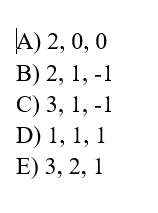 A) 2, 0, 0
B) 2, 1, -1
C) 3, 1, -1
D) 1, 1, 1
E) 3, 2, 1